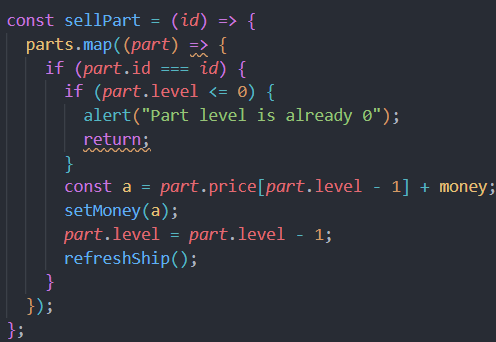 const sellPart = (id) => {
parts.map((part) => {
if (part.id === id) {
if (part.level <= 0) {
alert("Part level is already 0");
return;
}
const a = part.price[part.level - 1] + money;
setMoney(a);
part.level = part.level - 1;
refreshShip();
}
});
};